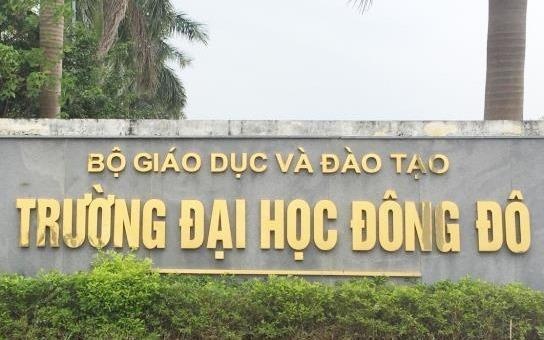 BỘ GIÁO DỤC VÀ ĐÀO TẠO
TRƯỜNG ĐẠI HỌC ĐÔNG ĐÔ